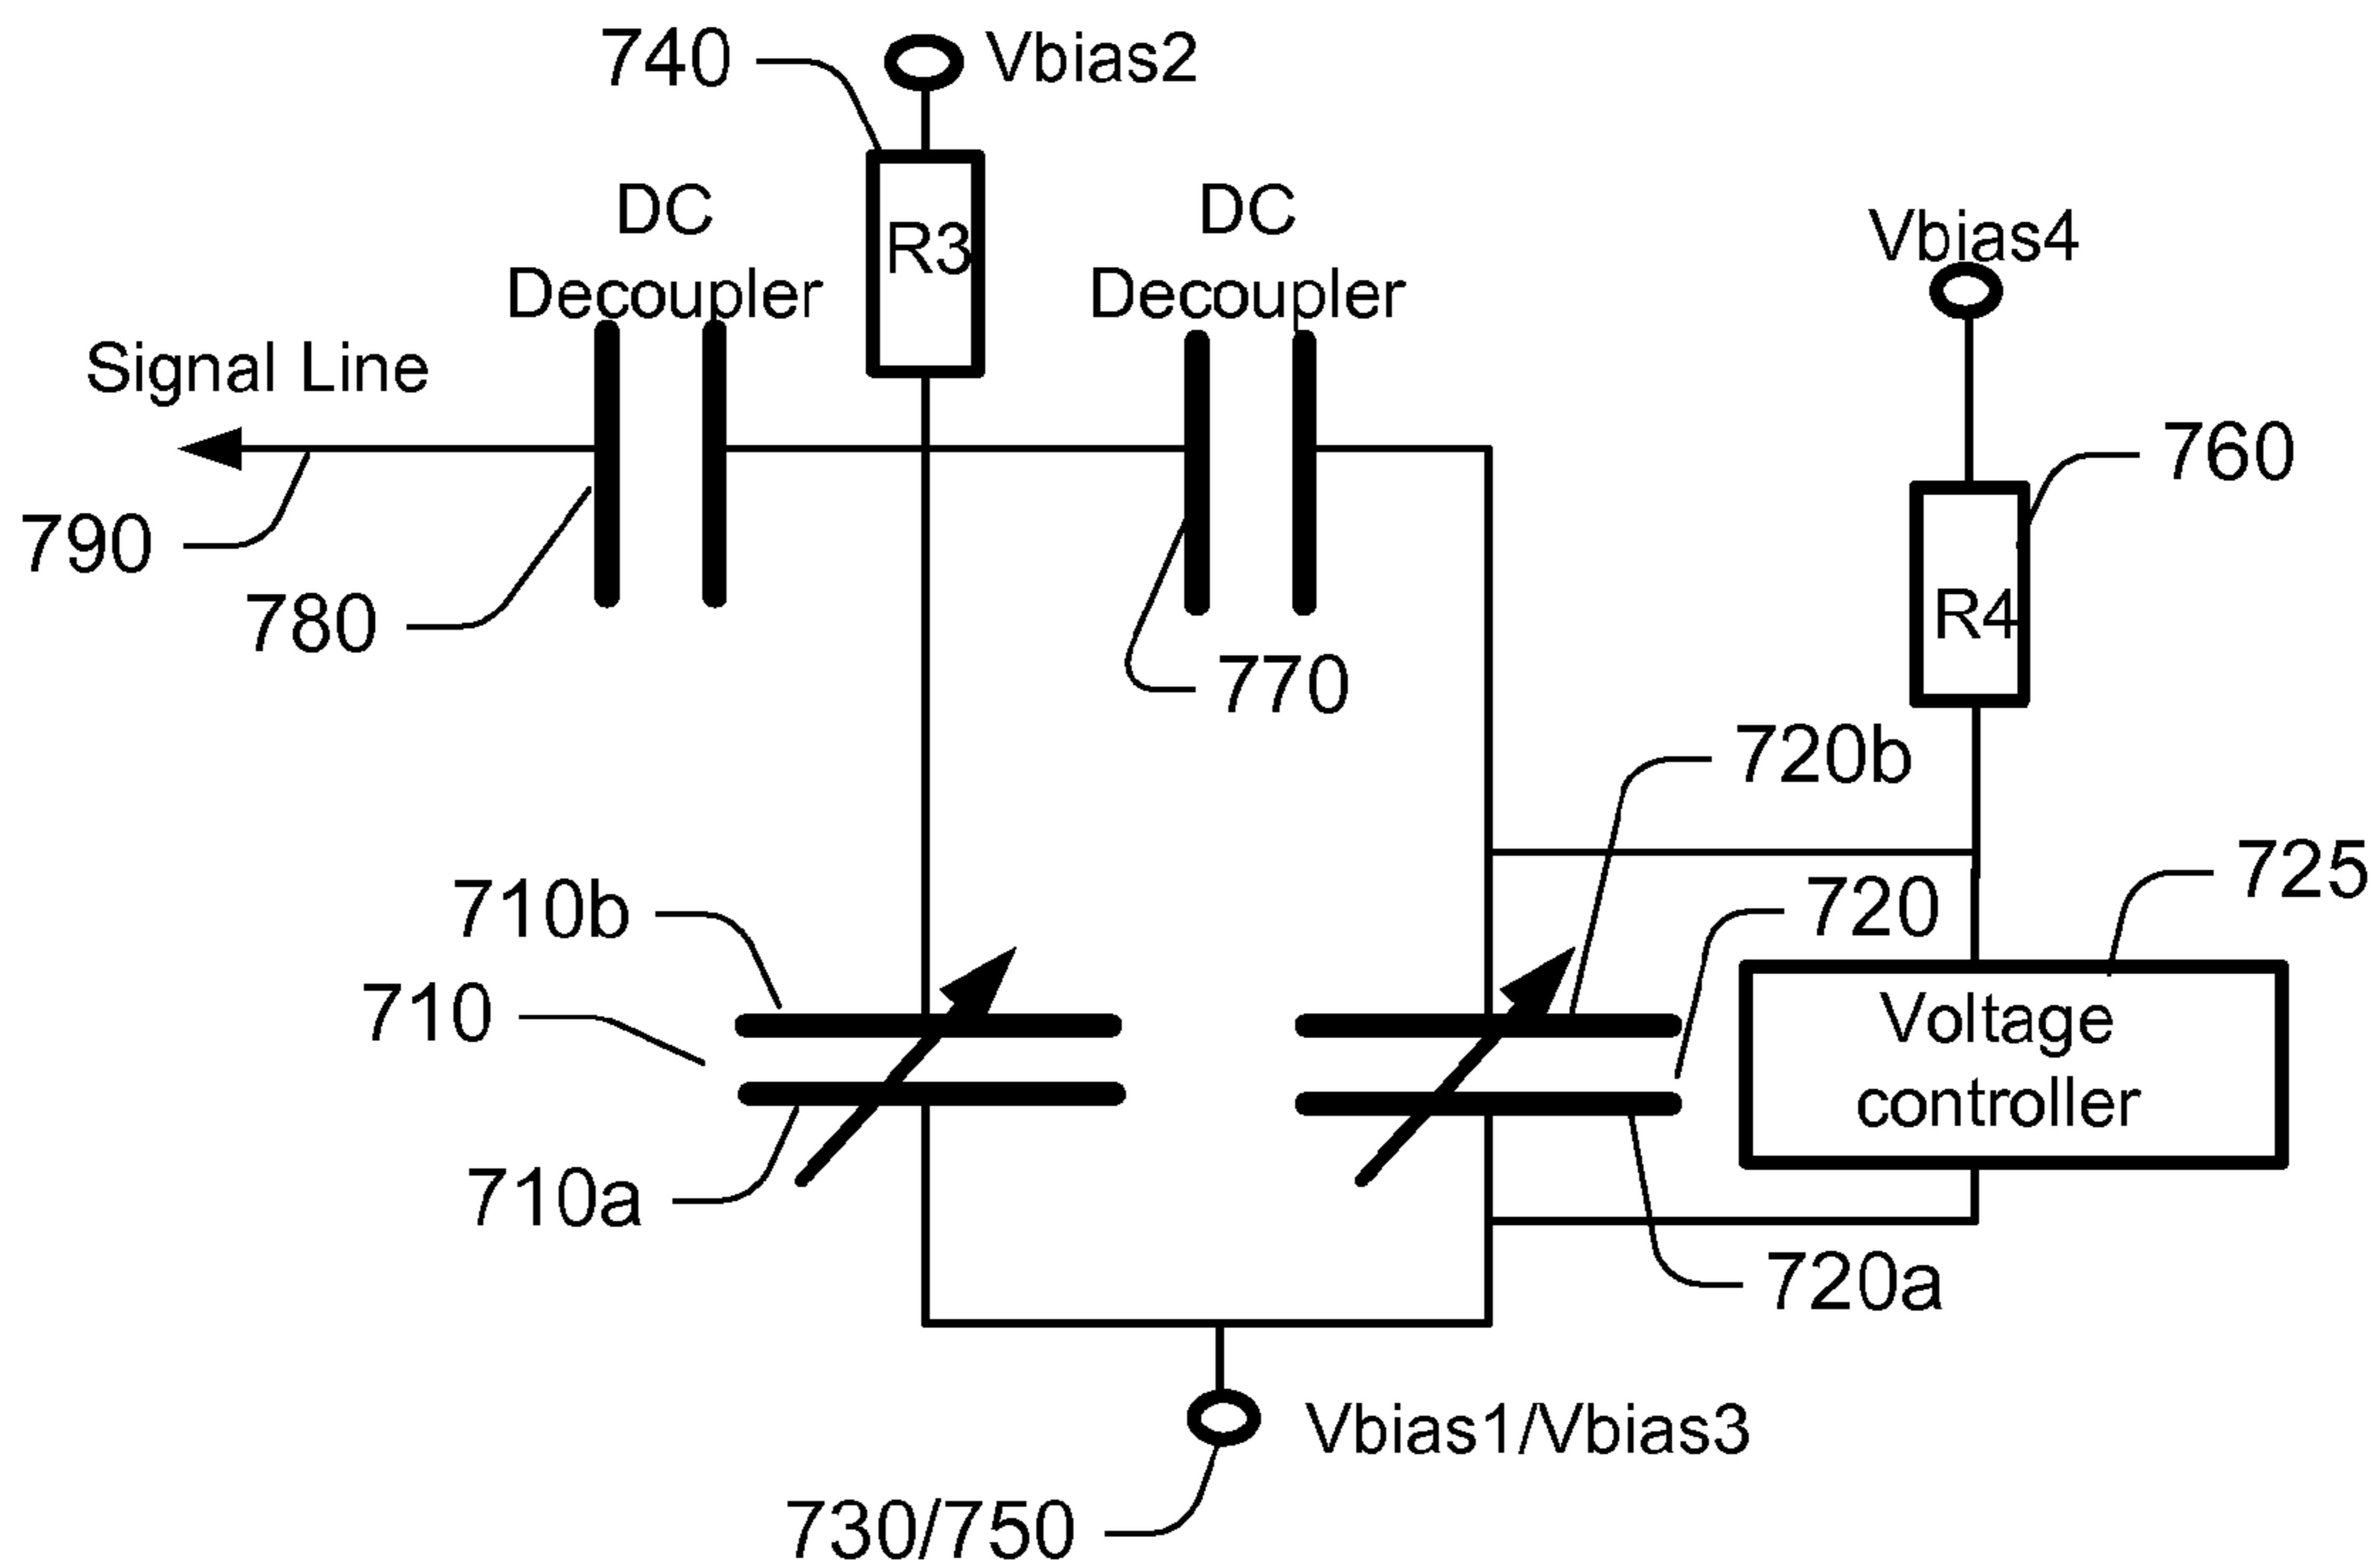 740
Vbias2
DC
Decoupler
R3
DC
Decoupler
Vbias4
Signal Line
760
790
780
R4
770
720b
725
710b
720
710
Voltage
controller
710a
720a
Vbias1/Vbias3
730/750